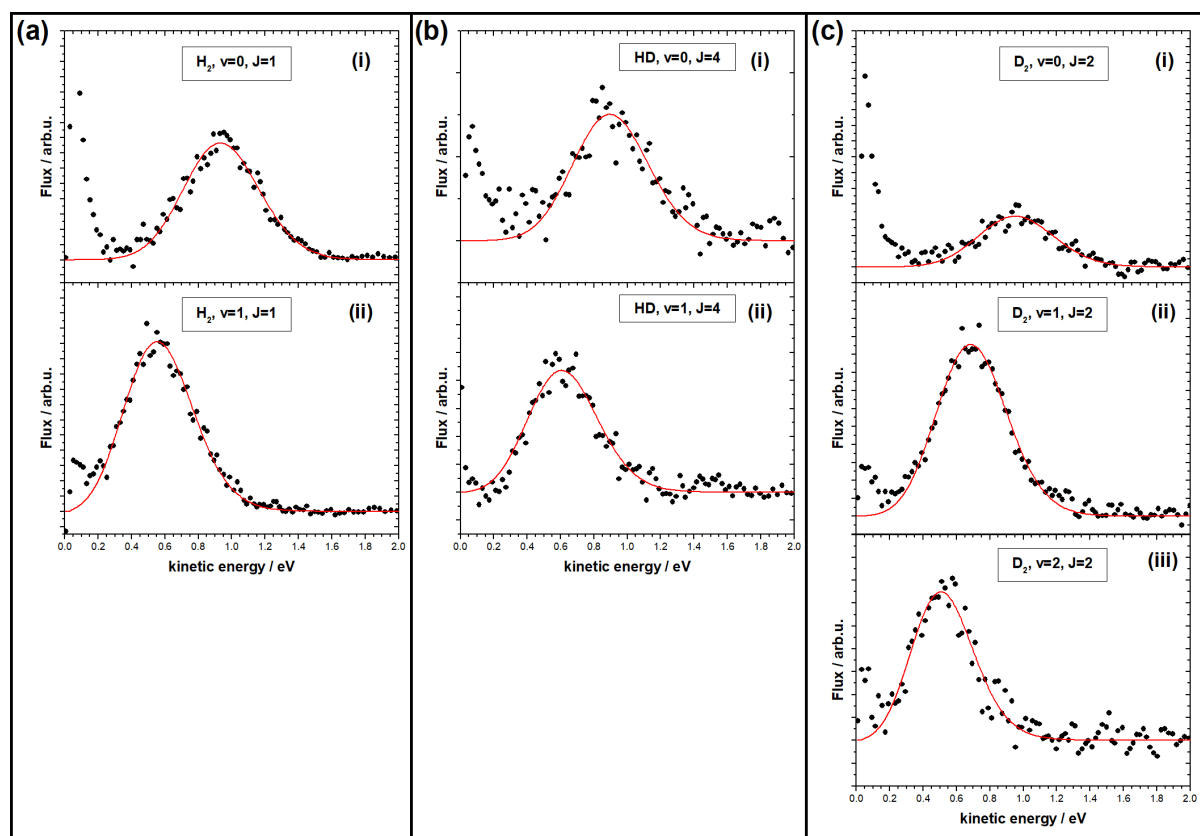 (a)
H2, v=0, J=1
(i)
Flux / arb.u.
H2, v=1, J=1
(ii)
Flux / arb.u.
0.0 0.2 0.4 0.6 0.8 1.0 1.2 1.4 1.6 1.8 2.0
kinetic energy / eV
(b)
HD, v=0, J=4
(i)
Flux / arb.u.
HD, v=1, J=4
(ii)
Flux / arb.u.
0.0 0.2 0.4 0.6 0.8 1.0 1.2 1.4 1.6 1.8 2.0
kinetic energy / eV
(c)
D2, v=0, J=2
(i)
Flux / arb.u.
D2, v=1, J=2
(ii)
Flux / arb.u.
D2, v=2, J=2
(iii)
Flux / arb.u.
0.0 0.2 0.4 0.6 0.8 1.0 1.2 1.4 1.6 1.8 2.0
kinetic energy / eV